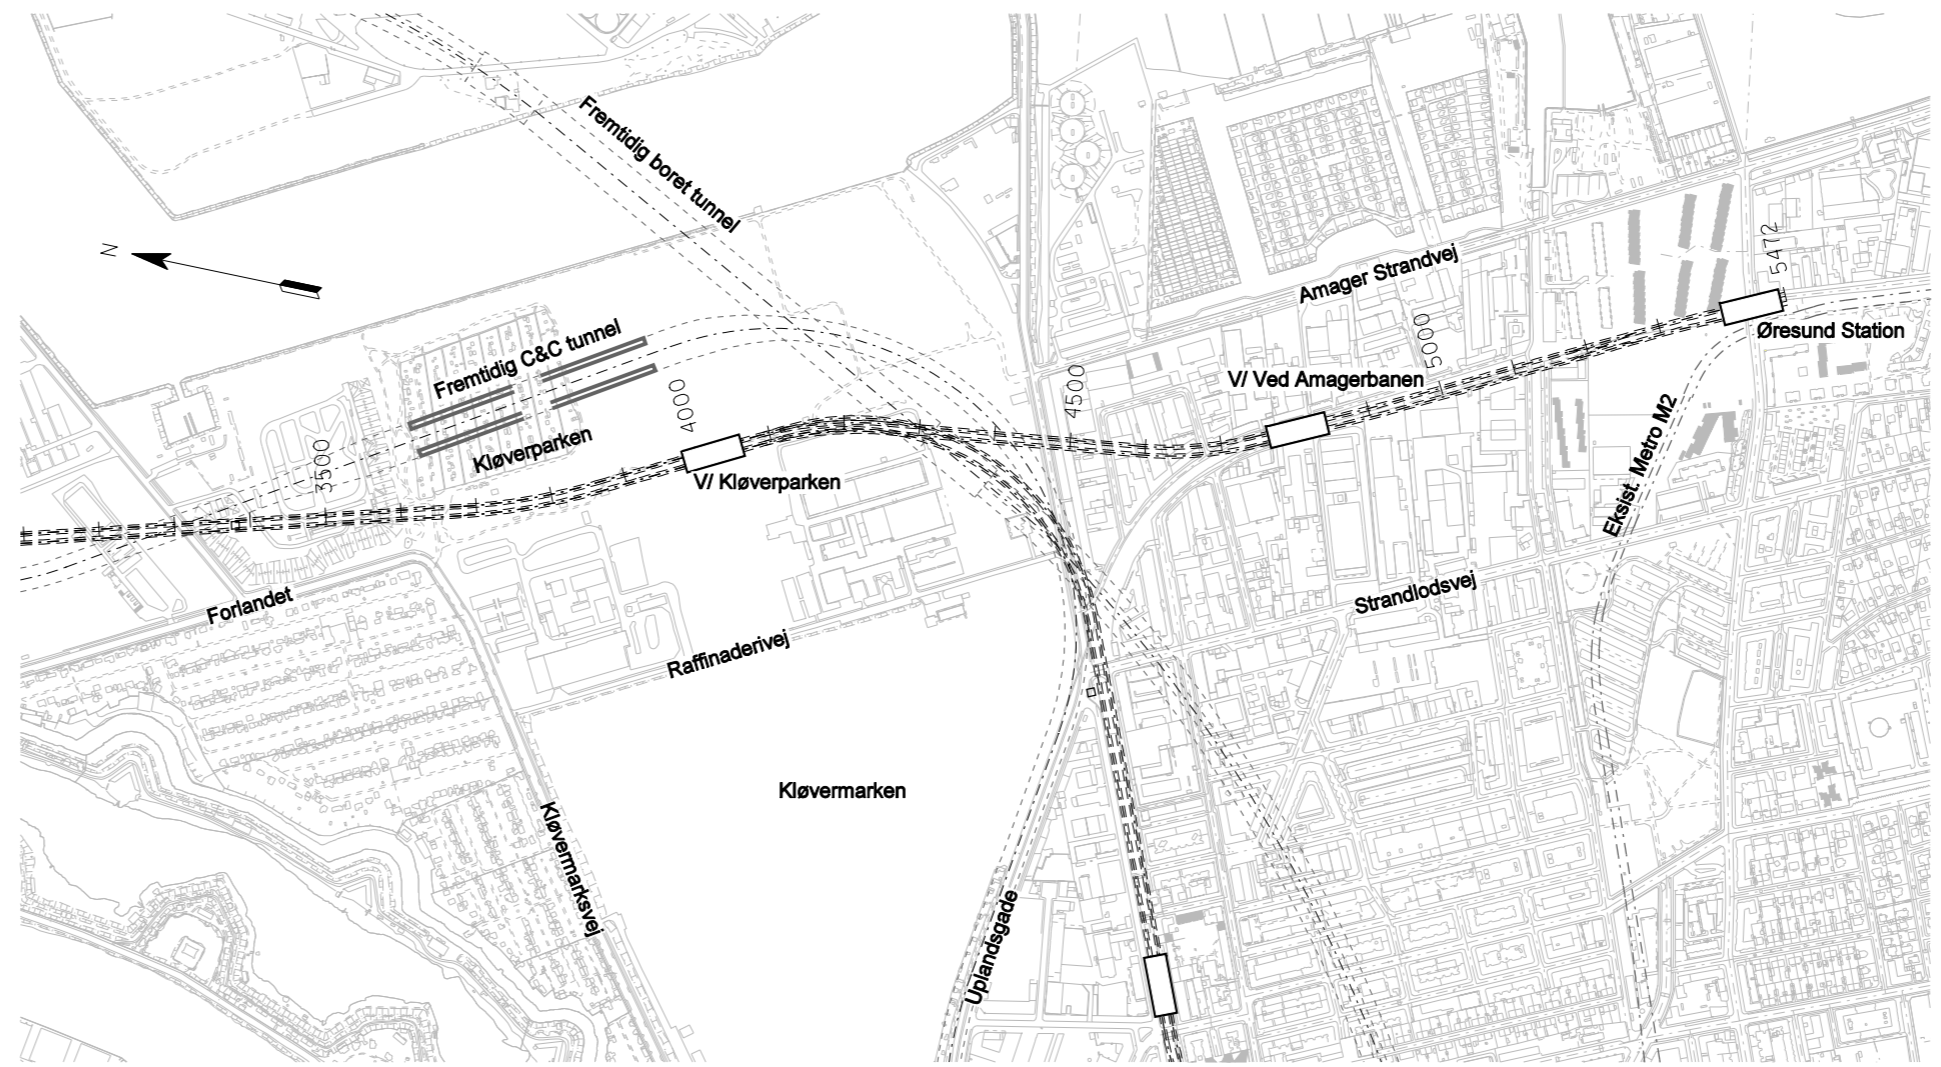 Fremtidig boret tunnel
N
Amager Strandvej
5472
Øresund Station
Fremtidig C&C tunnel
5000
V/ Ved Amagerbanen
4500
4000
Kløverparken
3500
V/ Kløverparken
Eksist. Metro M2
Forlandet
Strandlodsvej
Raffinaderivej
Kløvermarken
Kløvermarksvej
Uplandsgade